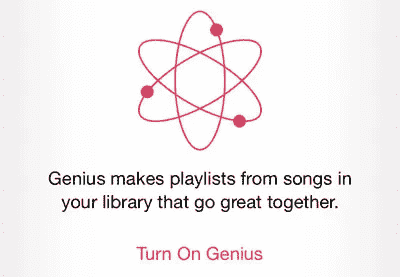 Genius makes playlists from songs in
your library that go great together.
Turn On Genius